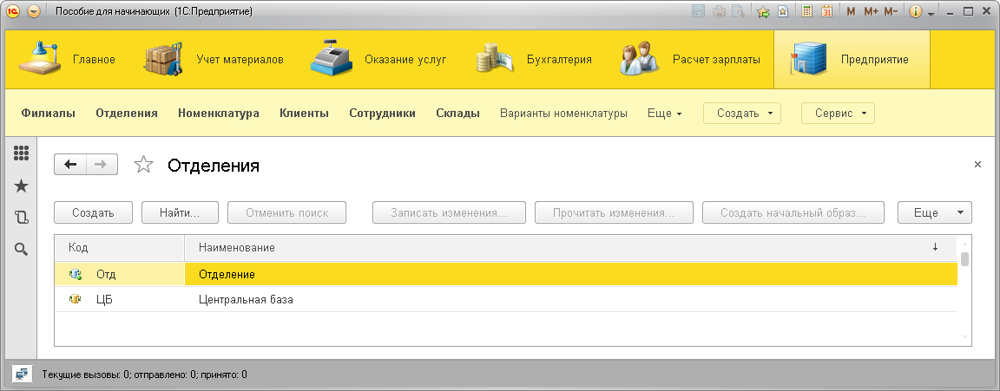 Пособие для начинающих (1С:Предприятие) M M+ M-
Главное Учет материалов Оказание услуг Бухгалтерия Расчет зарплаты Предприятие
Филиалы Отделения Номенклатура Клиенты Сотрудники Склады Варианты номенклатуры Еще Создать Сервис
Отделения
Создать Найти... Отменить поиск Записать изменения... Прочитать изменения... Создать начальный образ... Еще
Код Наименование
Отд Отделение
ЦБ Центральная база
Текущие вызовы: 0; отправлено: 0; принято: 0